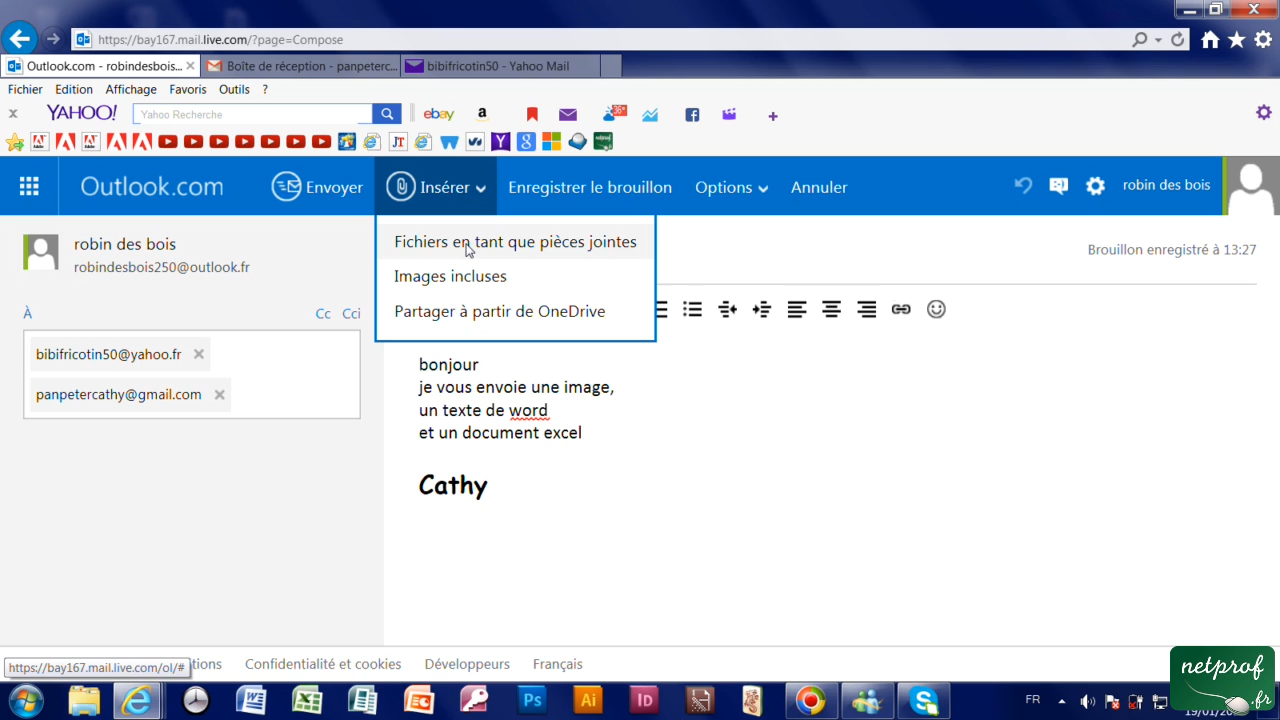 https://bay167.mail.live.com/?page=Compose
Outlook.com - robindesbois...
Boîte de réception - panpeterc...
bibifricotin50 - Yahoo Mail
Fichier Edition Affichage Favoris Outils ?
x YAHOO! Yahoo Recherche ebay a 36°
Outlook.com Envoyer Insérer Enregistrer le brouillon Options Annuler robin des bois
robin des bois
robindesbois250@outlook.fr
Fichiers en tant que pièces jointes
Images incluses
Partager à partir de OneDrive
Brouillon enregistré à 13:27
À Cc Cci
bibifricotin50@yahoo.fr
panpetercathy@gmail.com
bonjour
je vous envoie une image,
un texte de word
et un document excel
Cathy
https://bay167.mail.live.com/ol/#
tions Confidentialité et cookies Développeurs Français
Ps Ai Id
FR
netprof
.fr